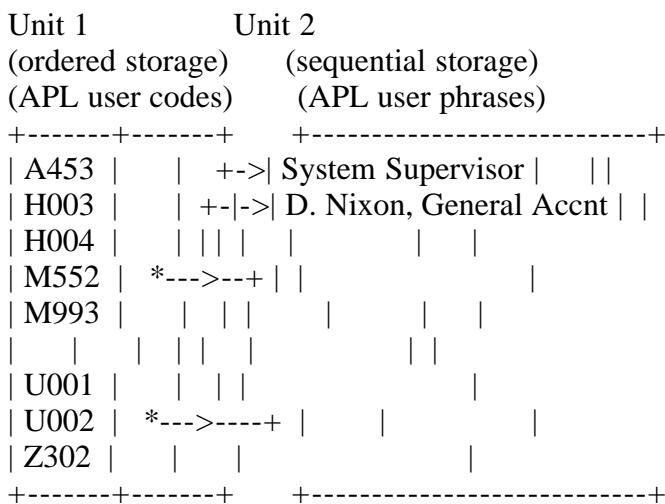 Unit 1 Unit 2
(ordered storage) (sequential storage)
(APL user codes) (APL user phrases)
+-------+-------+ +----------------------------+
| A453 | | +->| System Supervisor | | |
| H003 | | +-|->| D. Nixon, General Accnt | | |
| H004 | | | | | | | |
| M552 | *--->--+ | | |
| M993 | | | | | | |
| | | | | | | |
| U001 | | | | |
| U002 | *--->----+ | | |
| Z302 | | | |
+-------+-------+ +----------------------------+